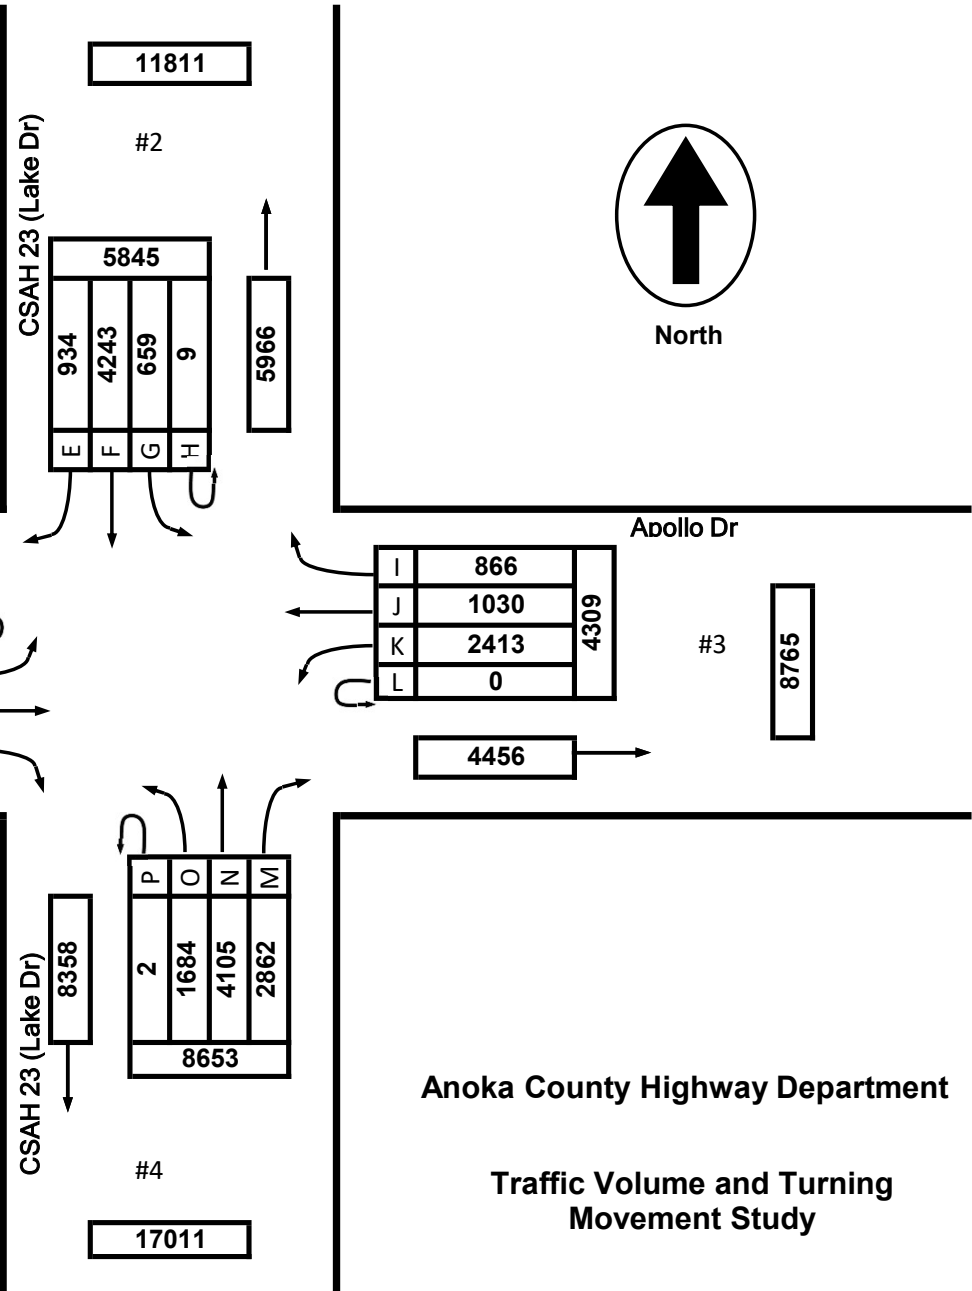 11811
#2
CSAH 23 (Lake Dr)
5845
934
4243
659
9
5966
E
F
G
H
North
Apollo Dr
I
866
J
1030
K
2413
L
0
4309
#3
8765
4456
P
O
N
M
2
1684
4105
2862
8653
8358
CSAH 23 (Lake Dr)
#4
17011
Anoka County Highway Department
Traffic Volume and Turning
Movement Study